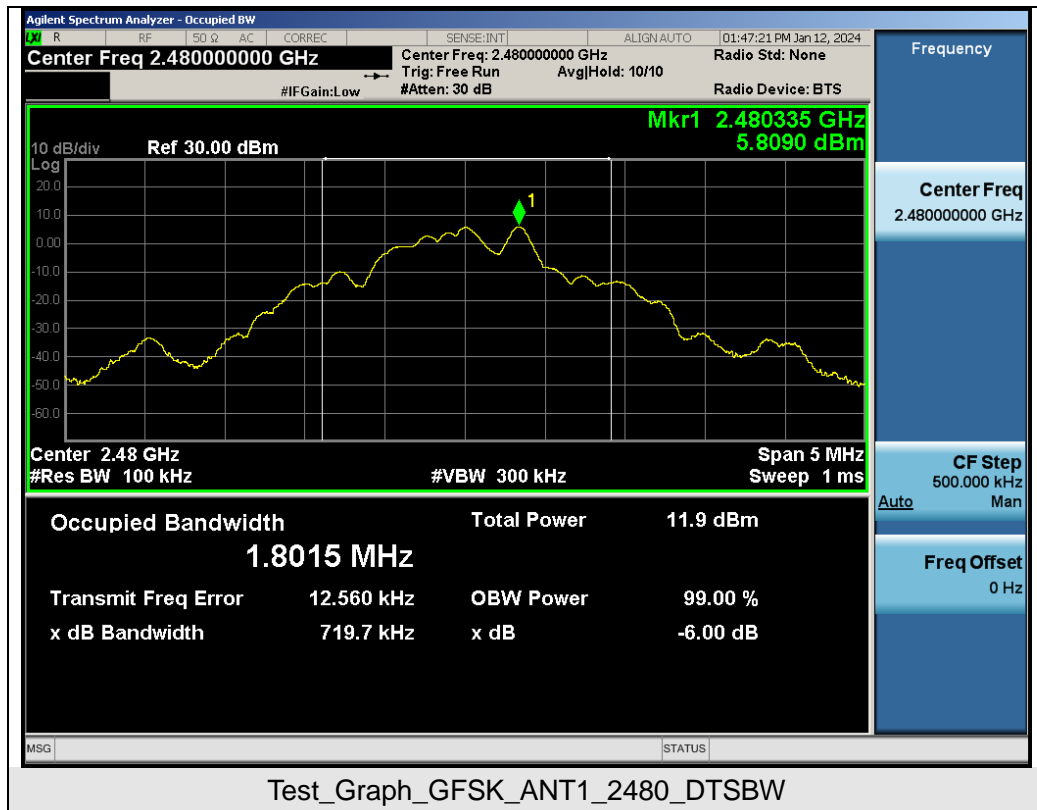 Agilent Spectrum Analyzer - Occupied BW
LXI R RF 50 Ω AC CORREC SENSE:INT ALIGN AUTO 01:47:21 PM Jan 12, 2024
Center Freq 2.480000000 GHz
Center Freq: 2.480000000 GHz Radio Std: None
Trig: Free Run Avg|Hold: 10/10
#IFGain:Low #Atten: 30 dB Radio Device: BTS
Frequency
Mkr1 2.480335 GHz
5.8090 dBm
10 dB/div Ref 30.00 dBm
Log
20.0
10.0
0.00
-10.0
-20.0
-30.0
-40.0
-50.0
-60.0
1
Center 2.48 GHz Span 5 MHz
#Res BW 100 kHz #VBW 300 kHz Sweep 1 ms
Center Freq
2.480000000 GHz
CF Step
500.000 kHz
Auto Man
Freq Offset
0 Hz
Occupied Bandwidth Total Power 11.9 dBm
1.8015 MHz
Transmit Freq Error 12.560 kHz OBW Power 99.00 %
x dB Bandwidth 719.7 kHz x dB -6.00 dB
MSG STATUS
Test_Graph_GFSK_ANT1_2480_DTSBW